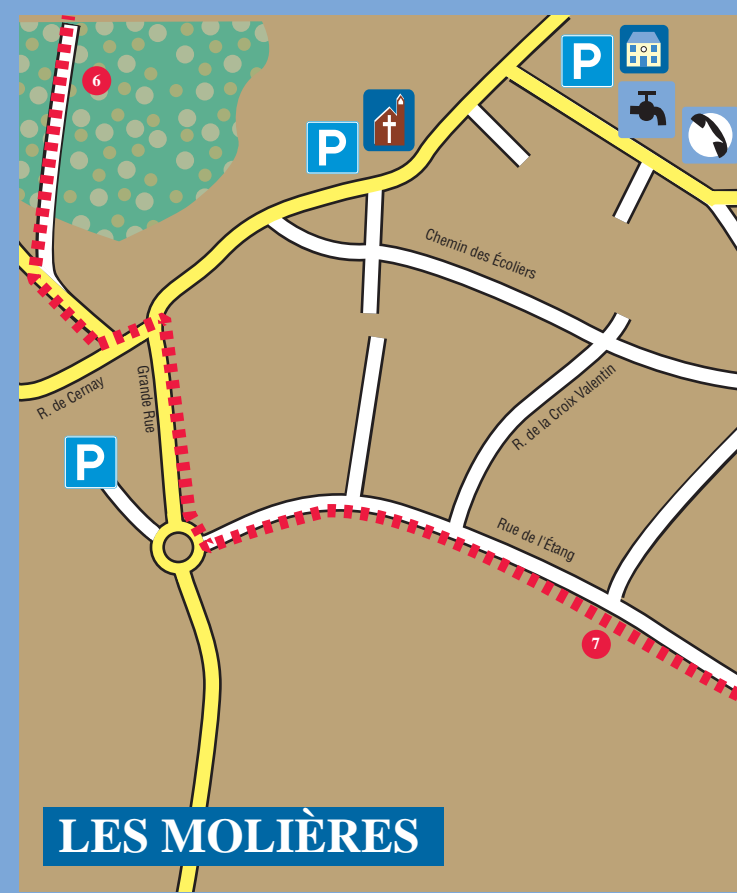 6
P
P
Chemin des Écoliers
R. de Cernay
Grande Rue
R. de la Croix Valentin
P
Rue de l'Étang
7
LES MOLIÈRES